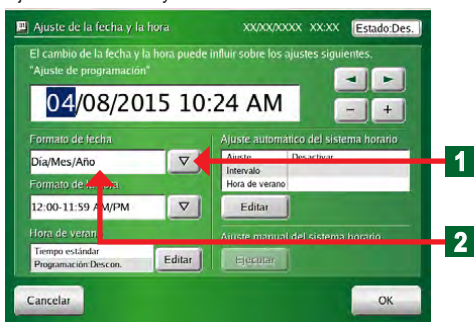 Ajuste de la fecha y la hora XX/XX/XXXX XX:XX Estado:Des.
El cambio de la fecha y la hora puede influir sobre los ajustes siguientes.
"Ajuste de programación"
04/08/2015 10:24 AM
- +
Formato de fecha
Día/Mes/Año
Formato de la hora
12:00-11:59 AM/PM
Hora de verano
Tiempo estándar
Programación:Descon.
Editar
Ajuste automático del sistema horario
Ajuste Desactivar
Intervalo
Hora de verano
Editar
Ajuste manual del sistema horario
Ejecutar
1
2
Cancelar
OK